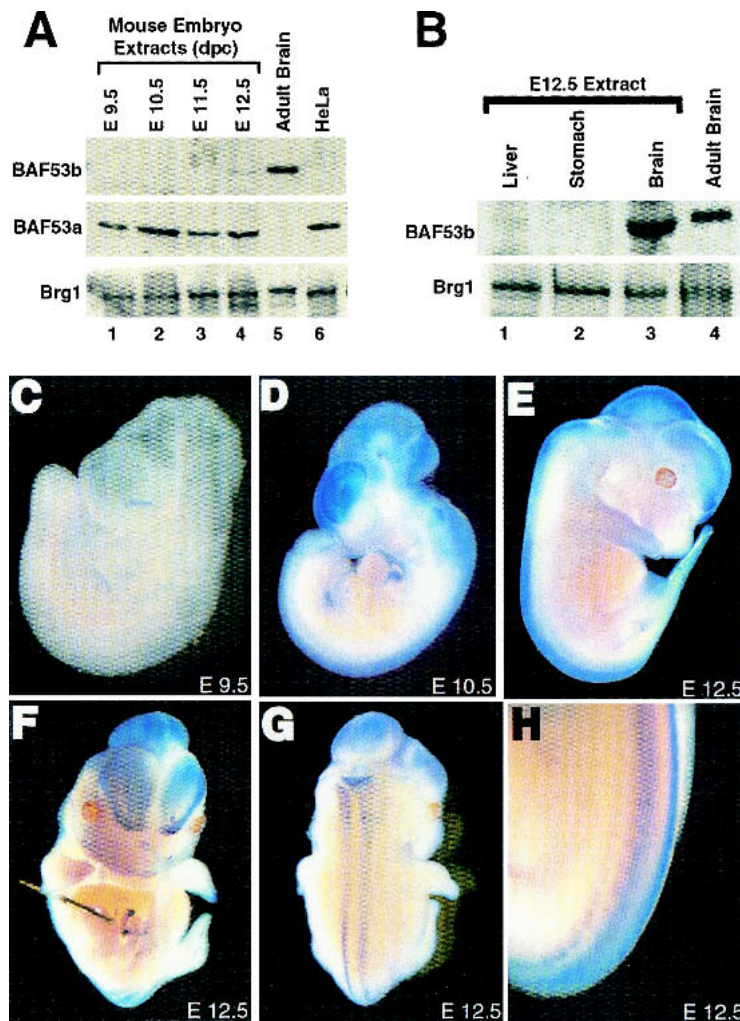 A
Mouse Embryo
Extracts (dpc)
E 9.5
E 10.5
E 11.5
E 12.5
Adult Brain
HeLa
BAF53b
BAF53a
Brg1
1 2 3 4 5 6
B
E12.5 Extract
Liver
Stomach
Brain
Adult Brain
BAF53b
Brg1
1 2 3 4
C
E 9.5
D
E 10.5
E
E 12.5
F
E 12.5
G
E 12.5
H
E 12.5